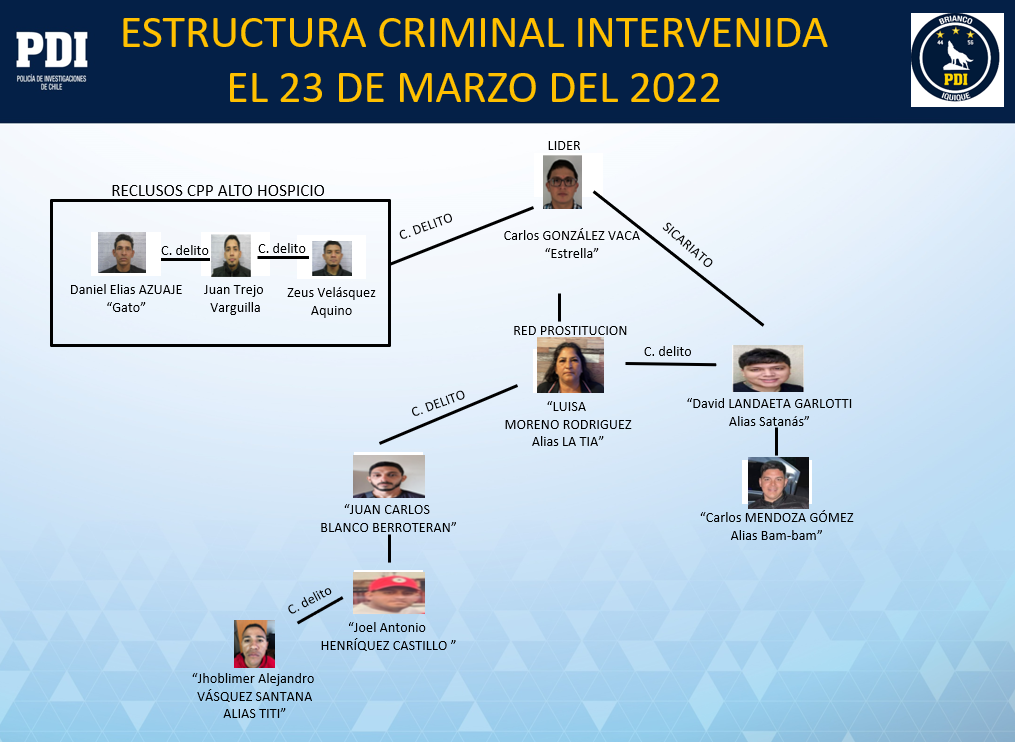 ESTRUCTURA CRIMINAL INTERVENIDA
EL 23 DE MARZO DEL 2022
PDI
POLICÍA DE INVESTIGACIONES
DE CHILE
BRIANCO
44 56
PDI
IQUIQUE
LIDER
Carlos GONZÁLEZ VACA
“Estrella”
RECLUSOS CPP ALTO HOSPICIO
C. delito
C. delito
Daniel Elias AZUAJE
“Gato”
Juan Trejo
Varguilla
Zeus Velásquez
Aquino
C. DELITO
SICARIATO
RED PROSTITUCION
C. delito
“LUISA
MORENO RODRIGUEZ
Alias LA TIA”
“David LANDAETA GARLOTTI
Alias Satanás”
“Carlos MENDOZA GÓMEZ
Alias Bam-bam”
C. DELITO
“JUAN CARLOS
BLANCO BERROTERAN”
“Joel Antonio
HENRÍQUEZ CASTILLO ”
C. delito
“Jhoblimer Alejandro
VÁSQUEZ SANTANA
ALIAS TITI”